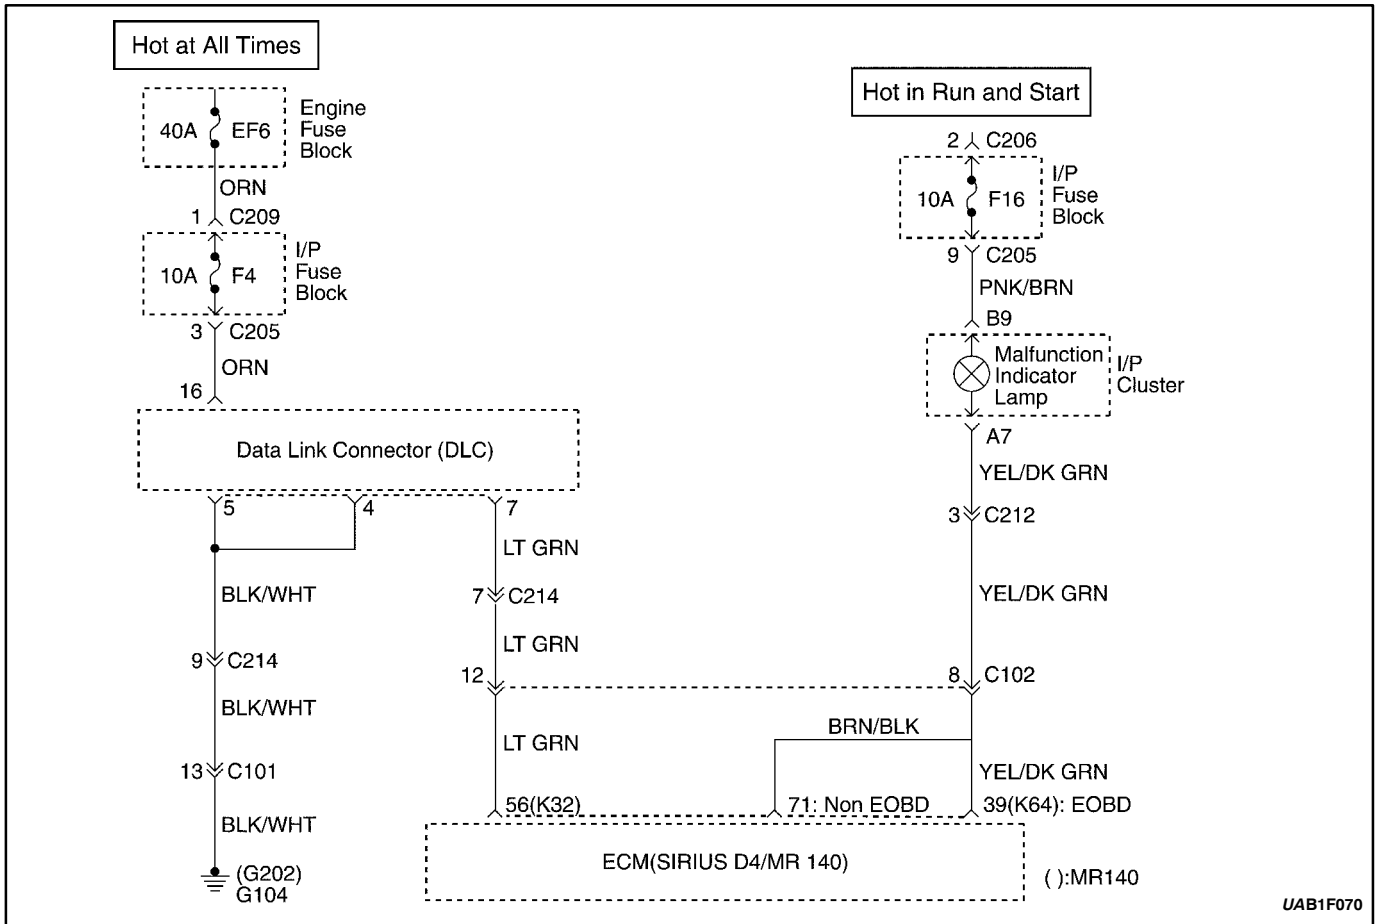 Hot at All Times
40A EF6
Engine
Fuse
Block
ORN
1 C209
10A F4
I/P
Fuse
Block
3 C205
ORN
16
Data Link Connector (DLC)
5 4 7
LT GRN
BLK/WHT
7 C214
LT GRN
9 C214
12
BLK/WHT
LT GRN
13 C101
BLK/WHT
(G202)
G104
Hot in Run and Start
2 C206
10A F16
I/P
Fuse
Block
9 C205
PNK/BRN
B9
Malfunction
Indicator
Lamp
I/P
Cluster
A7
YEL/DK GRN
3 C212
YEL/DK GRN
8 C102
BRN/BLK
YEL/DK GRN
56(K32) 71: Non EOBD 39(K64): EOBD
ECM(SIRIUS D4/MR 140)
( ):MR140
UAB1F070